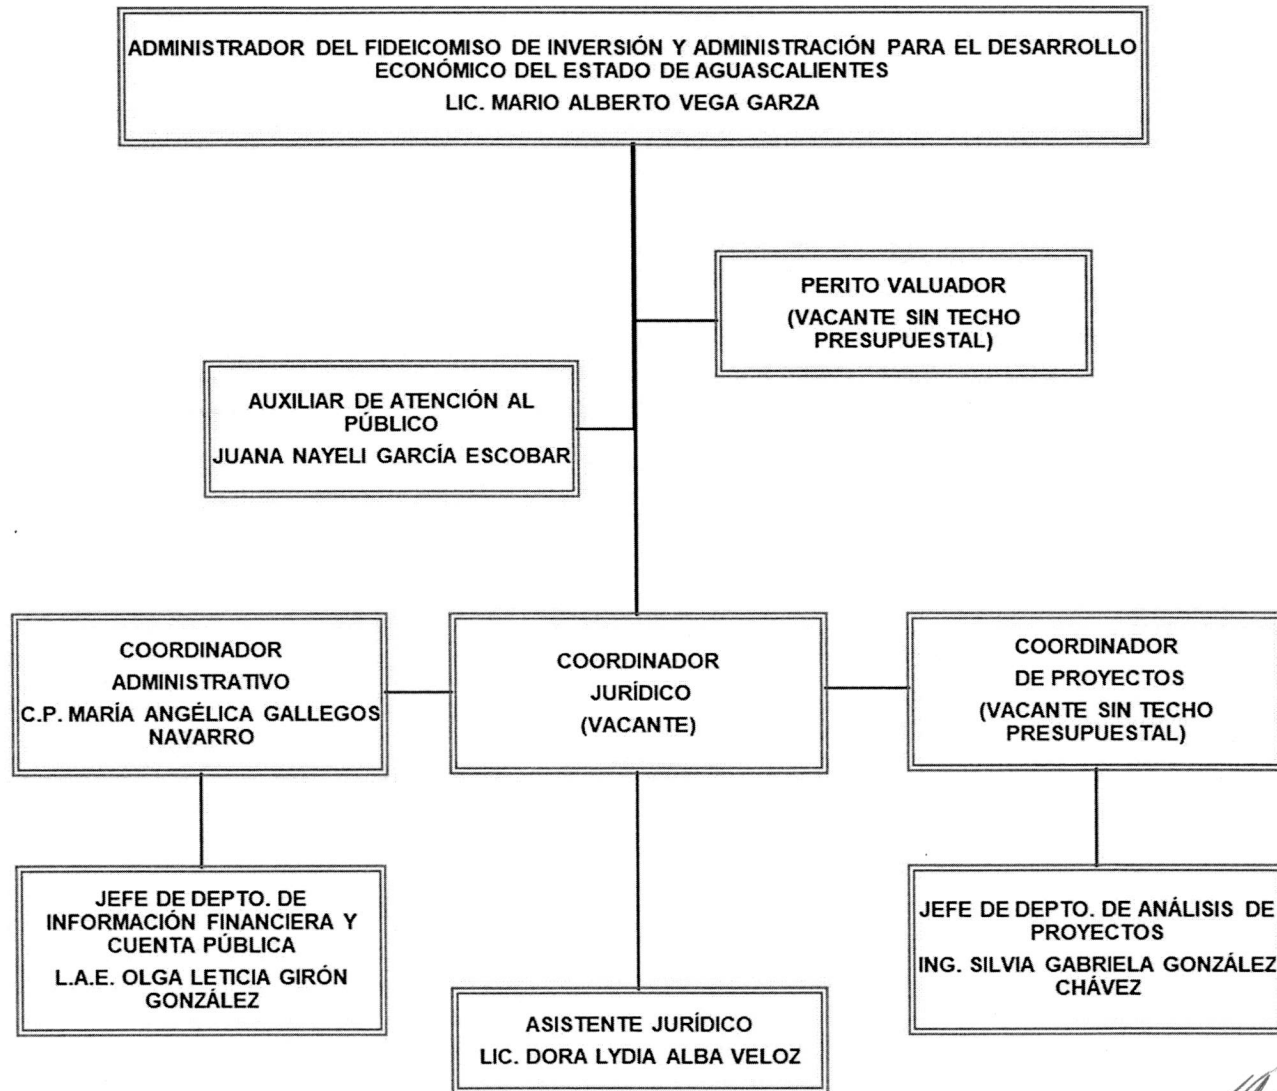 ADMINISTRADOR DEL FIDEICOMISO DE INVERSIÓN Y ADMINISTRACIÓN PARA EL DESARROLLO
ECONÓMICO DEL ESTADO DE AGUASCALIENTES
LIC. MARIO ALBERTO VEGA GARZA
PERITO VALUADOR
(VACANTE SIN TECHO
PRESUPUESTAL)
AUXILIAR DE ATENCIÓN AL
PÚBLICO
JUANA NAYELI GARCÍA ESCOBAR
COORDINADOR
ADMINISTRATIVO
C.P. MARÍA ANGÉLICA GALLEGOS
NAVARRO
COORDINADOR
JURÍDICO
(VACANTE)
COORDINADOR
DE PROYECTOS
(VACANTE SIN TECHO
PRESUPUESTAL)
JEFE DE DEPTO. DE
INFORMACIÓN FINANCIERA Y
CUENTA PÚBLICA
L.A.E. OLGA LETICIA GIRÓN
GONZÁLEZ
ASISTENTE JURÍDICO
LIC. DORA LYDIA ALBA VELOZ
JEFE DE DEPTO. DE ANÁLISIS DE
PROYECTOS
ING. SILVIA GABRIELA GONZÁLEZ
CHÁVEZ